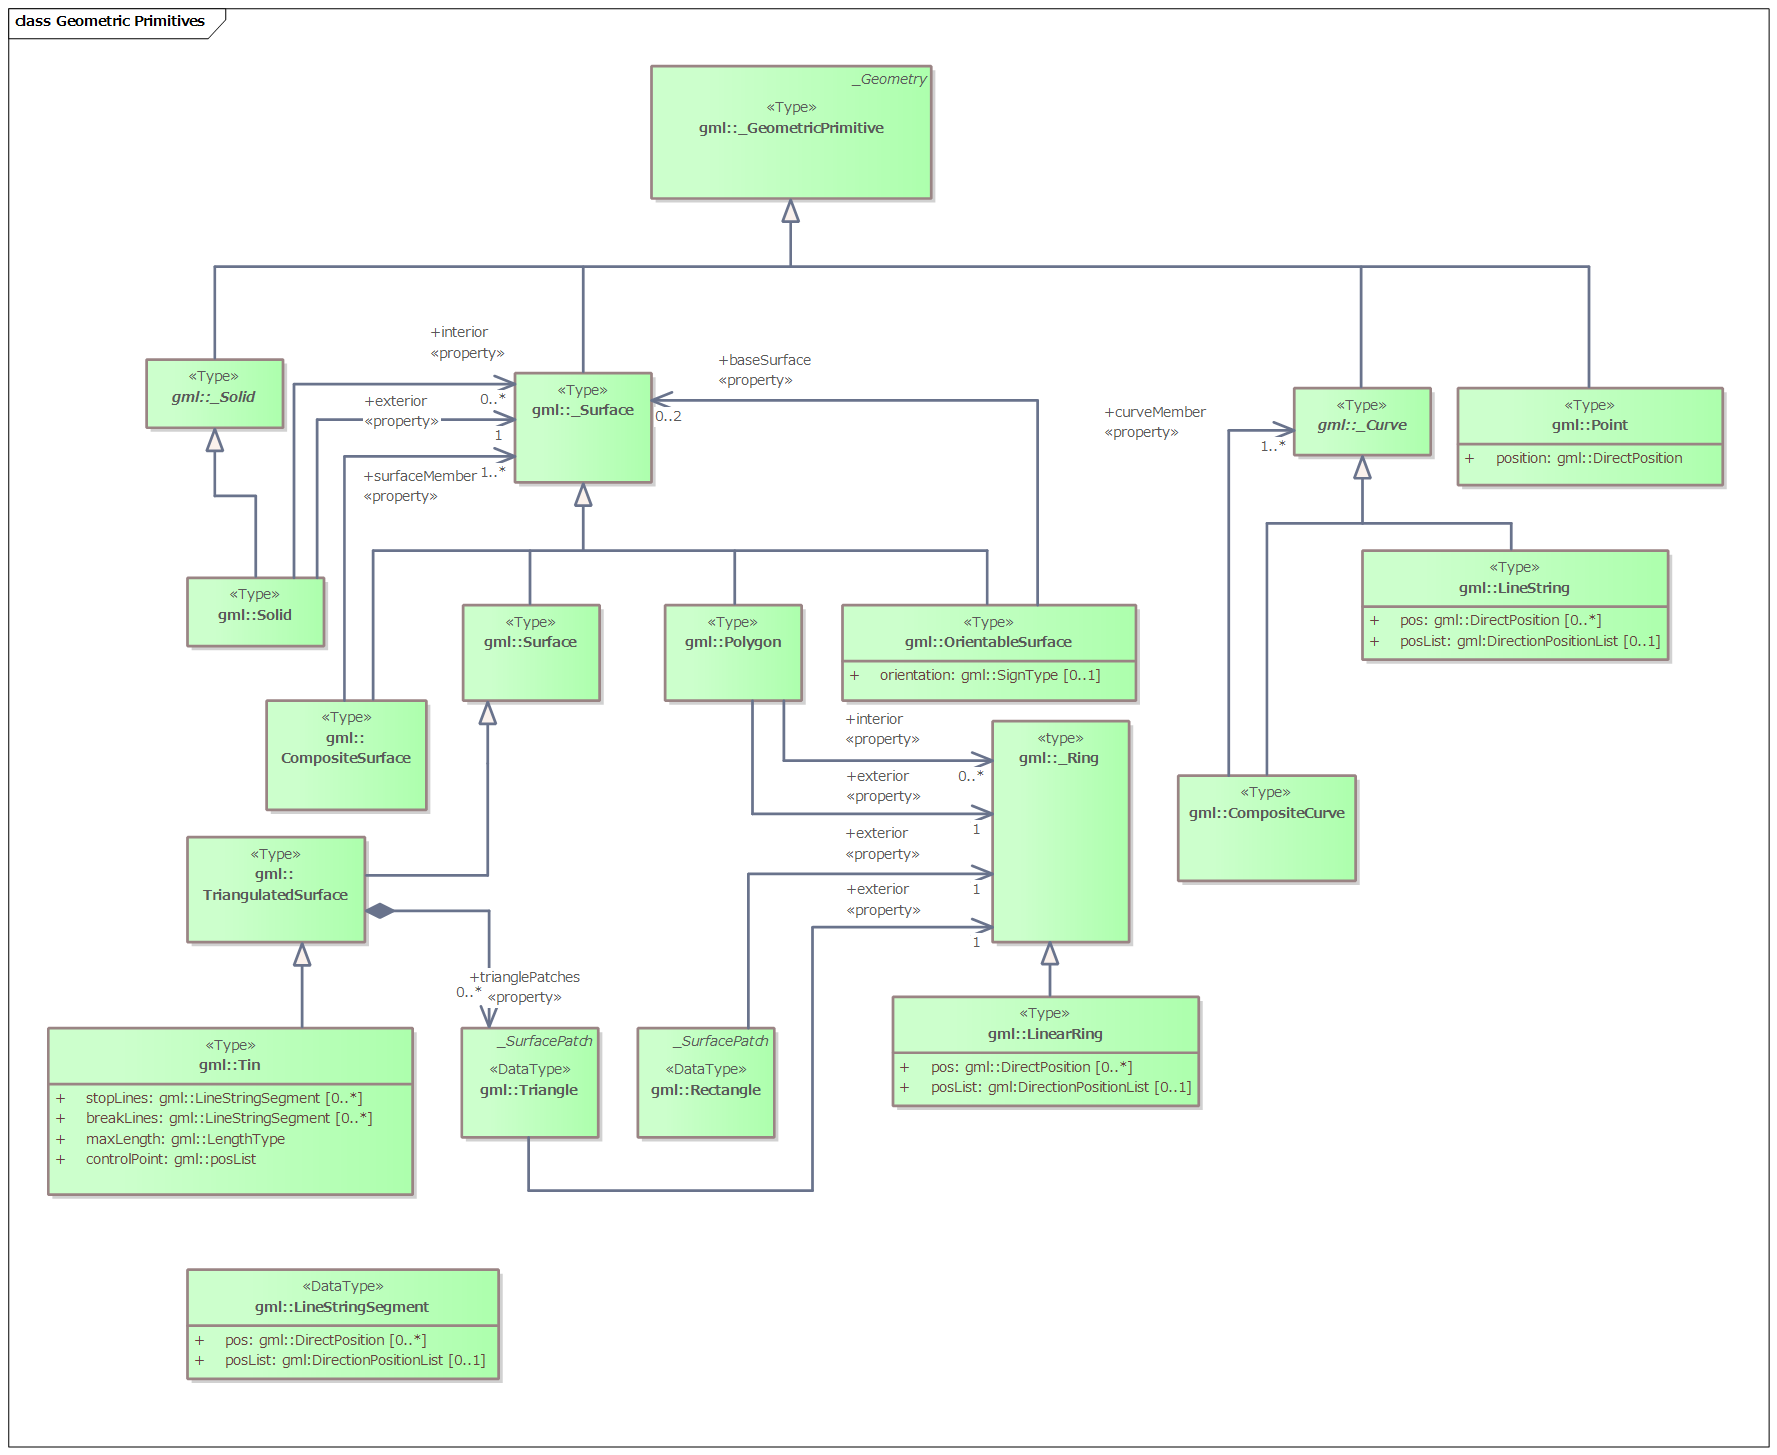 class Geometric Primitives
_Geometry
«Type»
gml::_GeometricPrimitive
+interior
«property»
0..*
+exterior
«property»
1
+surfaceMember
«property»
1..*
+baseSurface
«property»
0..2
+curveMember
«property»
1..*
«Type»
gml::_Solid
«Type»
gml::_Surface
«Type»
gml::_Curve
«Type»
gml::Point
+ position: gml::DirectPosition
«Type»
gml::LineString
+ pos: gml::DirectPosition [0..*]
+ posList: gml:DirectionPositionList [0..1]
«Type»
gml::Solid
«Type»
gml::Surface
«Type»
gml::Polygon
«Type»
gml::OrientableSurface
+ orientation: gml::SignType [0..1]
«Type»
gml::
CompositeSurface
+interior
«property»
0..*
+exterior
«property»
1
+exterior
«property»
1
+exterior
«property»
1
«type»
gml::_Ring
«Type»
gml::CompositeCurve
«Type»
gml::
TriangulatedSurface
+trianglePatches
0..* «property»
«Type»
gml::Tin
+ stopLines: gml::LineStringSegment [0..*]
+ breakLines: gml::LineStringSegment [0..*]
+ maxLength: gml::LengthType
+ controlPoint: gml::posList
_SurfacePatch
«DataType»
gml::Triangle
_SurfacePatch
«DataType»
gml::Rectangle
«Type»
gml::LinearRing
+ pos: gml::DirectPosition [0..*]
+ posList: gml:DirectionPositionList [0..1]
«DataType»
gml::LineStringSegment
+ pos: gml::DirectPosition [0..*]
+ posList: gml:DirectionPositionList [0..1]